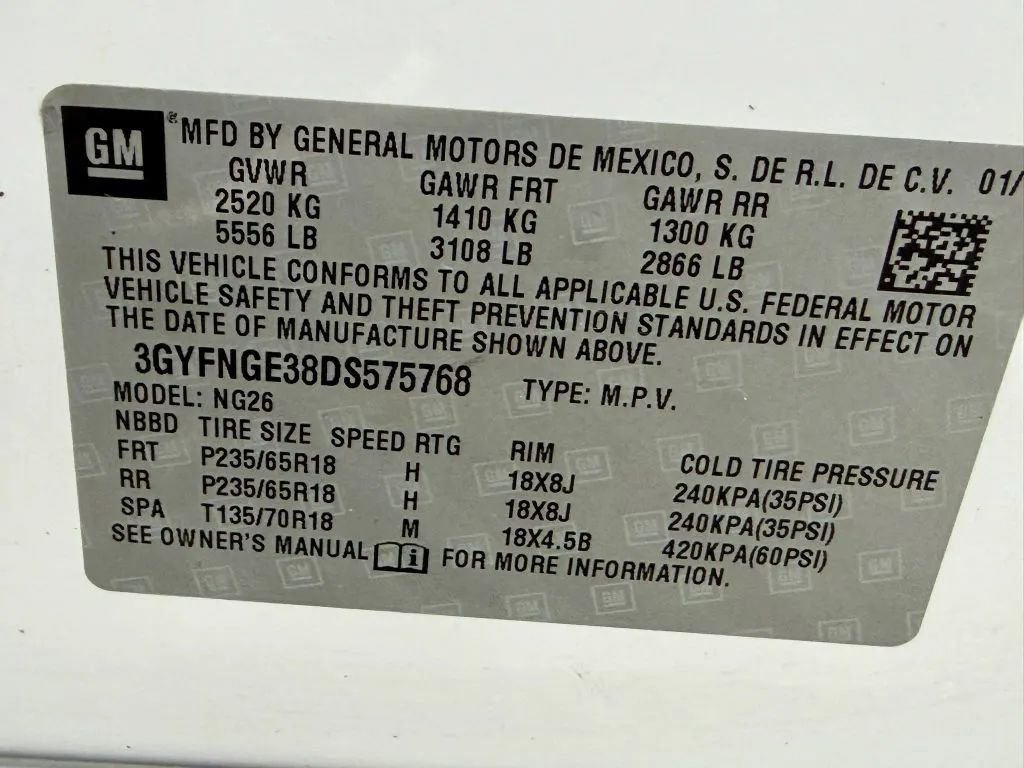 GM
® MFD BY GENERAL MOTORS DE MEXICO, S. DE R.L. DE C.V. 01/
GVWR GAWR FRT GAWR RR
2520 KG 1410 KG 1300 KG
5556 LB 3108 LB 2866 LB
THIS VEHICLE CONFORMS TO ALL APPLICABLE U.S. FEDERAL MOTOR
VEHICLE SAFETY AND THEFT PREVENTION STANDARDS IN EFFECT ON
THE DATE OF MANUFACTURE SHOWN ABOVE.
3GYFNGE38DS575768 TYPE: M.P.V.
MODEL: NG26
NBBD TIRE SIZE SPEED RTG RIM COLD TIRE PRESSURE
FRT P235/65R18 H 18X8J 240KPA(35PSI)
RR P235/65R18 H 18X8J 240KPA(35PSI)
SPA T135/70R18 M 18X4.5B 420KPA(60PSI)
SEE OWNER'S MANUAL i FOR MORE INFORMATION.